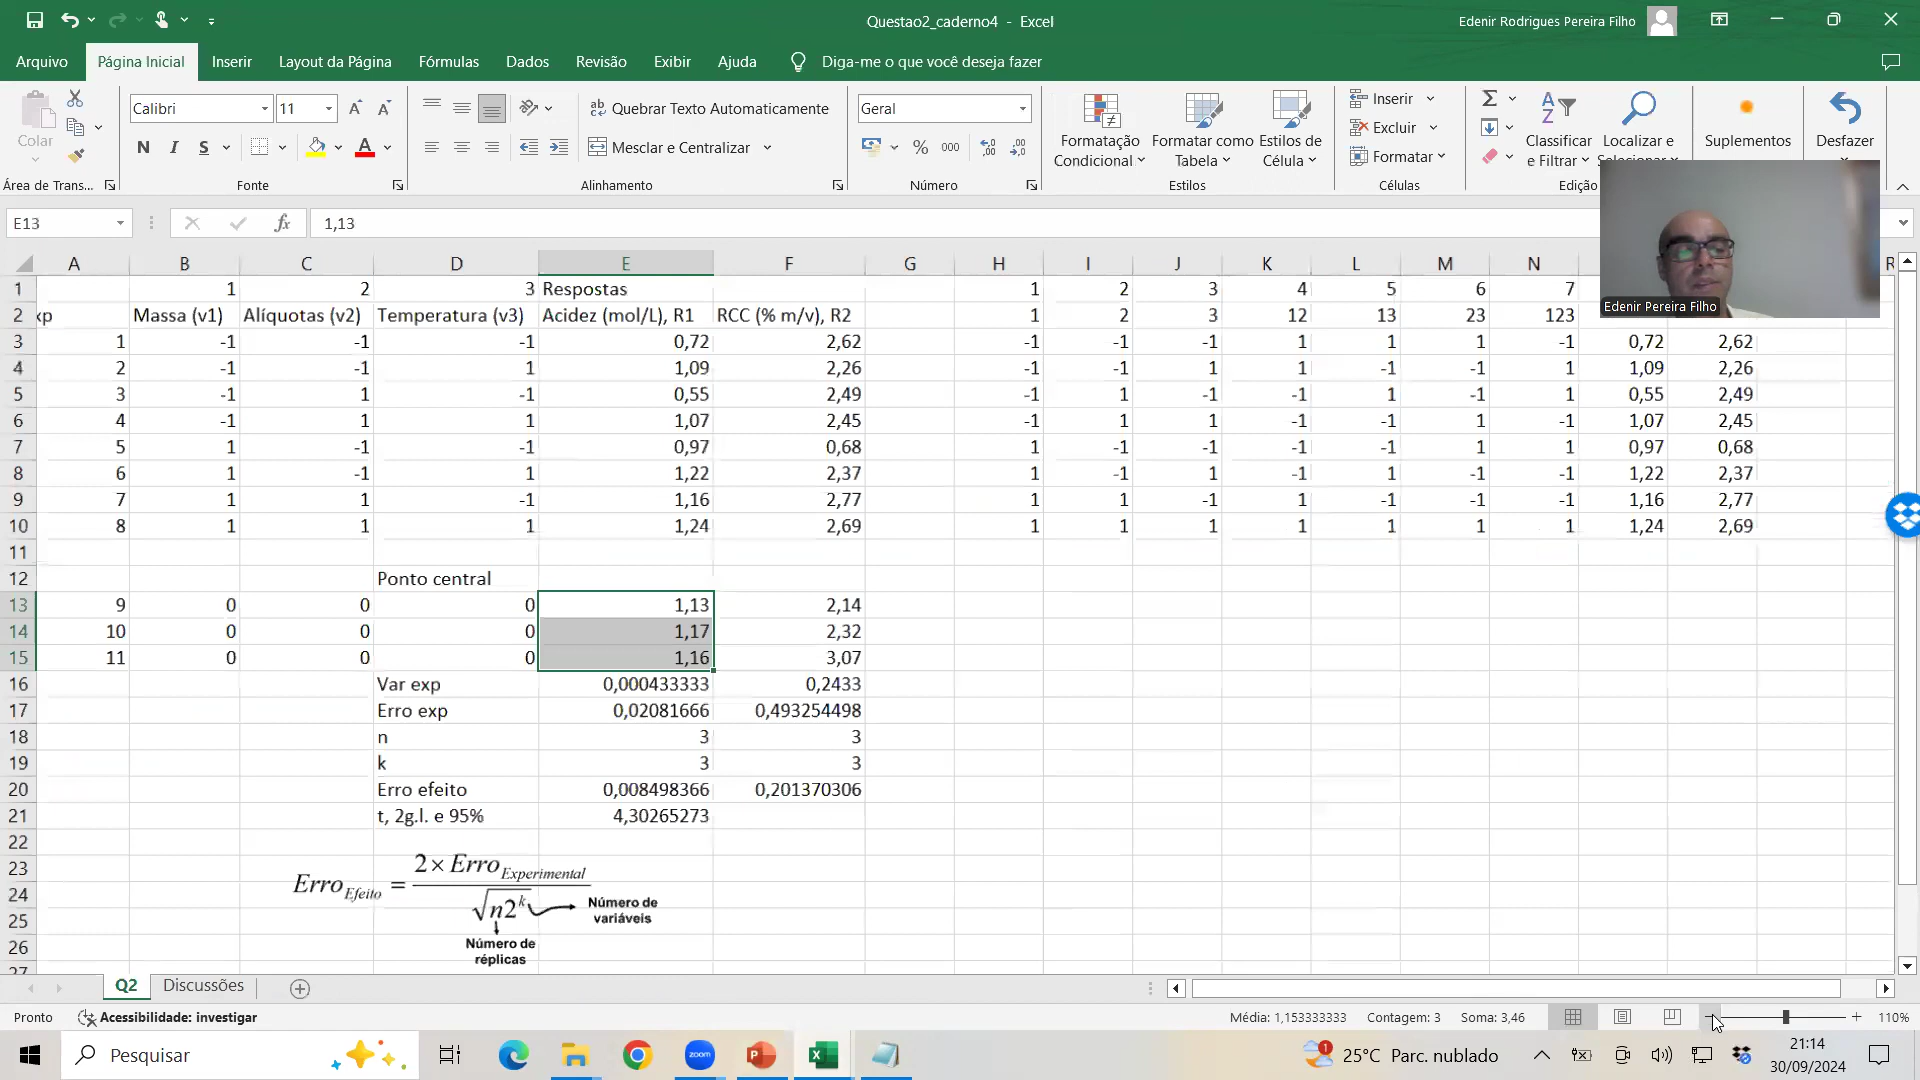 Questao2_caderno4 - Excel
Edenir Rodrigues Pereira Filho
Arquivo Página Inicial Inserir Layout da Página Fórmulas Dados Revisão Exibir Ajuda Diga-me o que você deseja fazer
Colar
Calibri 11
Quebrar Texto Automaticamente
Geral
Formatação Condicional
Formatar como Tabela
Estilos de Célula
Inserir
Excluir
Formatar
Classificar e Filtrar
Localizar e Selecionar
Suplementos
Desfazer
N I S
Mesclar e Centralizar
% 000
Área de Trans... Fonte Alinhamento Número Estilos Células Edição
E13 fx 1,13
Edenir Pereira Filho
A B C D E F G H I J K L M N R
1 1 2 3 Respostas 1 2 3 4 5 6 7
2 xp Massa (v1) Alíquotas (v2) Temperatura (v3) Acidez (mol/L), R1 RCC (% m/v), R2 1 2 3 12 13 23 123
3 1 -1 -1 -1 0,72 2,62 -1 -1 -1 1 1 1 -1 0,72 2,62
4 2 -1 -1 1 1,09 2,26 -1 -1 1 1 -1 -1 1 1,09 2,26
5 3 -1 1 -1 0,55 2,49 -1 1 -1 -1 1 -1 1 0,55 2,49
6 4 -1 1 1 1,07 2,45 -1 1 1 -1 -1 1 -1 1,07 2,45
7 5 1 -1 -1 0,97 0,68 1 -1 -1 -1 -1 1 1 0,97 0,68
8 6 1 -1 1 1,22 2,37 1 -1 1 -1 1 -1 -1 1,22 2,37
9 7 1 1 -1 1,16 2,77 1 1 -1 1 -1 -1 -1 1,16 2,77
10 8 1 1 1 1,24 2,69 1 1 1 1 1 1 1 1,24 2,69
11
12 Ponto central
13 9 0 0 0 1,13 2,14
14 10 0 0 0 1,17 2,32
15 11 0 0 0 1,16 3,07
16 Var exp 0,000433333 0,2433
17 Erro exp 0,02081666 0,493254498
18 n 3 3
19 k 3 3
20 Erro efeito 0,008498366 0,201370306
21 t, 2g.l. e 95% 4,30265273
22
23
24
25
26
27
Erro Efeito = 2 × Erro Experimental / √n2^k
Número de variáveis
Número de réplicas
Q2 Discussões
Pronto Acessibilidade: investigar Média: 1,153333333 Contagem: 3 Soma: 3,46 110%
Pesquisar zoom 1 25°C Parc. nublado 21:14
30/09/2024